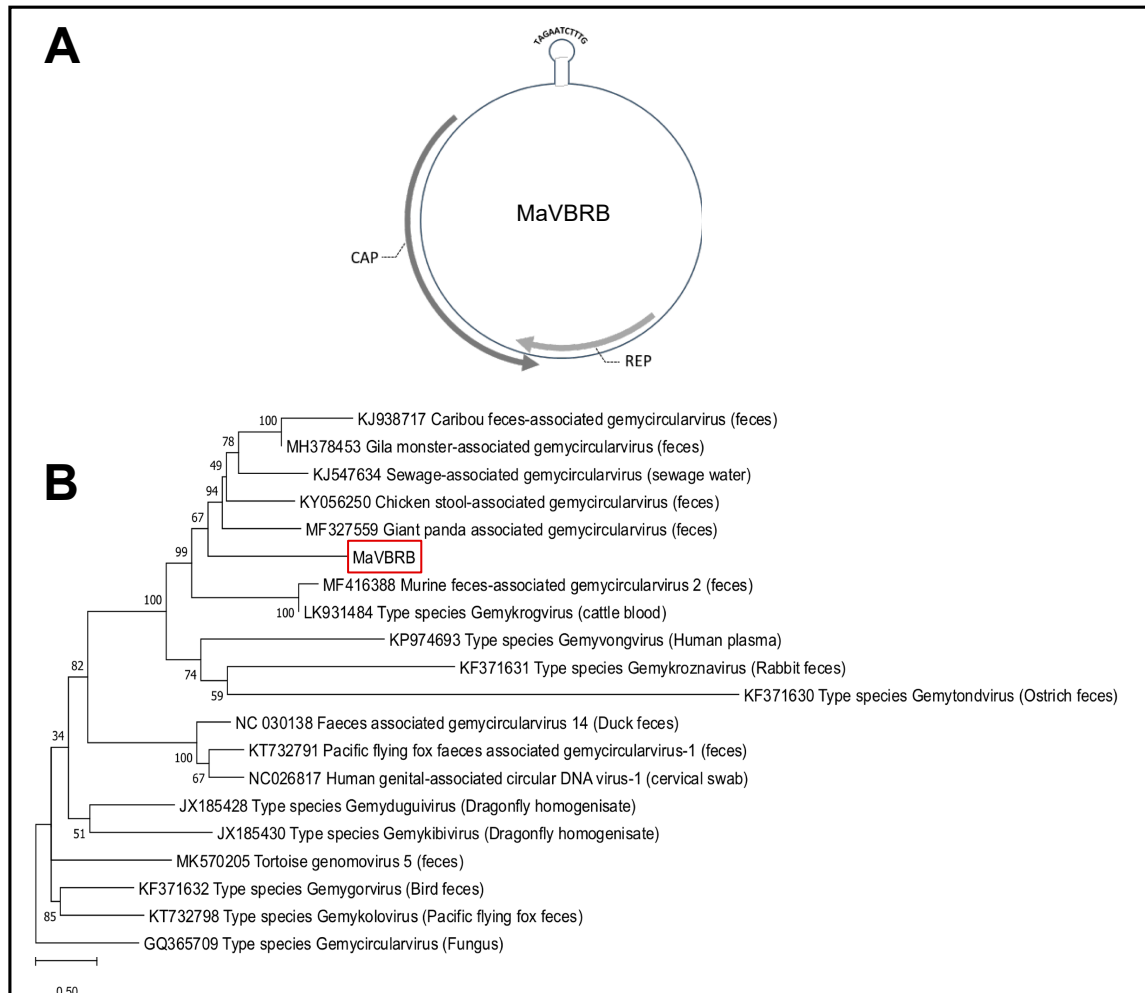 A
TAGAATCTTTG
MaVBRB
CAP
REP
B
100
KJ938717 Caribou feces-associated gemycircularvirus (feces)
78
MH378453 Gila monster-associated gemycircularvirus (feces)
49
KJ547634 Sewage-associated gemycircularvirus (sewage water)
94
KY056250 Chicken stool-associated gemycircularvirus (feces)
67
MF327559 Giant panda associated gemycircularvirus (feces)
99
MaVBRB
MF416388 Murine feces-associated gemycircularvirus 2 (feces)
100
100
LK931484 Type species Gemykrogvirus (cattle blood)
KP974693 Type species Gemyvongvirus (Human plasma)
82
74
KF371631 Type species Gemykroznavirus (Rabbit feces)
59
KF371630 Type species Gemytondvirus (Ostrich feces)
NC 030138 Faeces associated gemycircularvirus 14 (Duck feces)
34
100
KT732791 Pacific flying fox faeces associated gemycircularvirus-1 (feces)
67
NC026817 Human genital-associated circular DNA virus-1 (cervical swab)
JX185428 Type species Gemyduguivirus (Dragonfly homogenisate)
51
JX185430 Type species Gemykibivirus (Dragonfly homogenisate)
MK570205 Tortoise genomovirus 5 (feces)
KF371632 Type species Gemygorvirus (Bird feces)
85
KT732798 Type species Gemykolovirus (Pacific flying fox feces)
GQ365709 Type species Gemycircularvirus (Fungus)
0.50